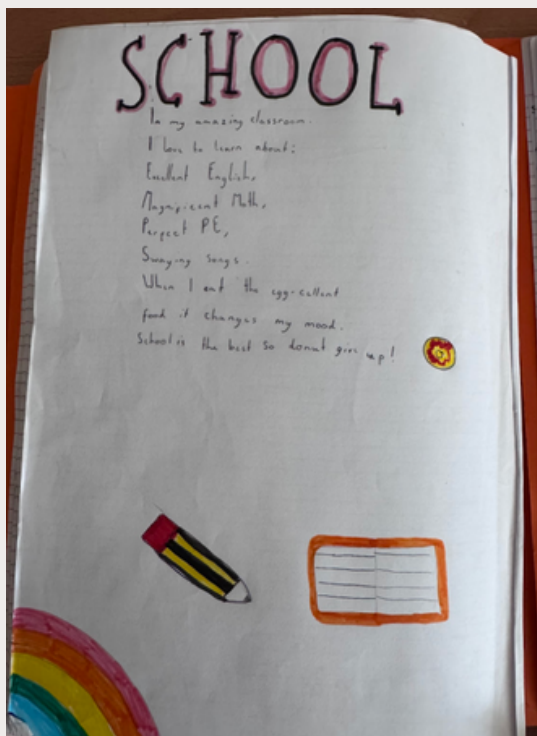 SCHOOL
In my amazing classroom.
I love to learn about:
Excellent English,
Magnificent Math,
Perfect PE,
Swaying songs.
When I eat the egg-cellent
food it changes my mood.
School is the best so donut give up!